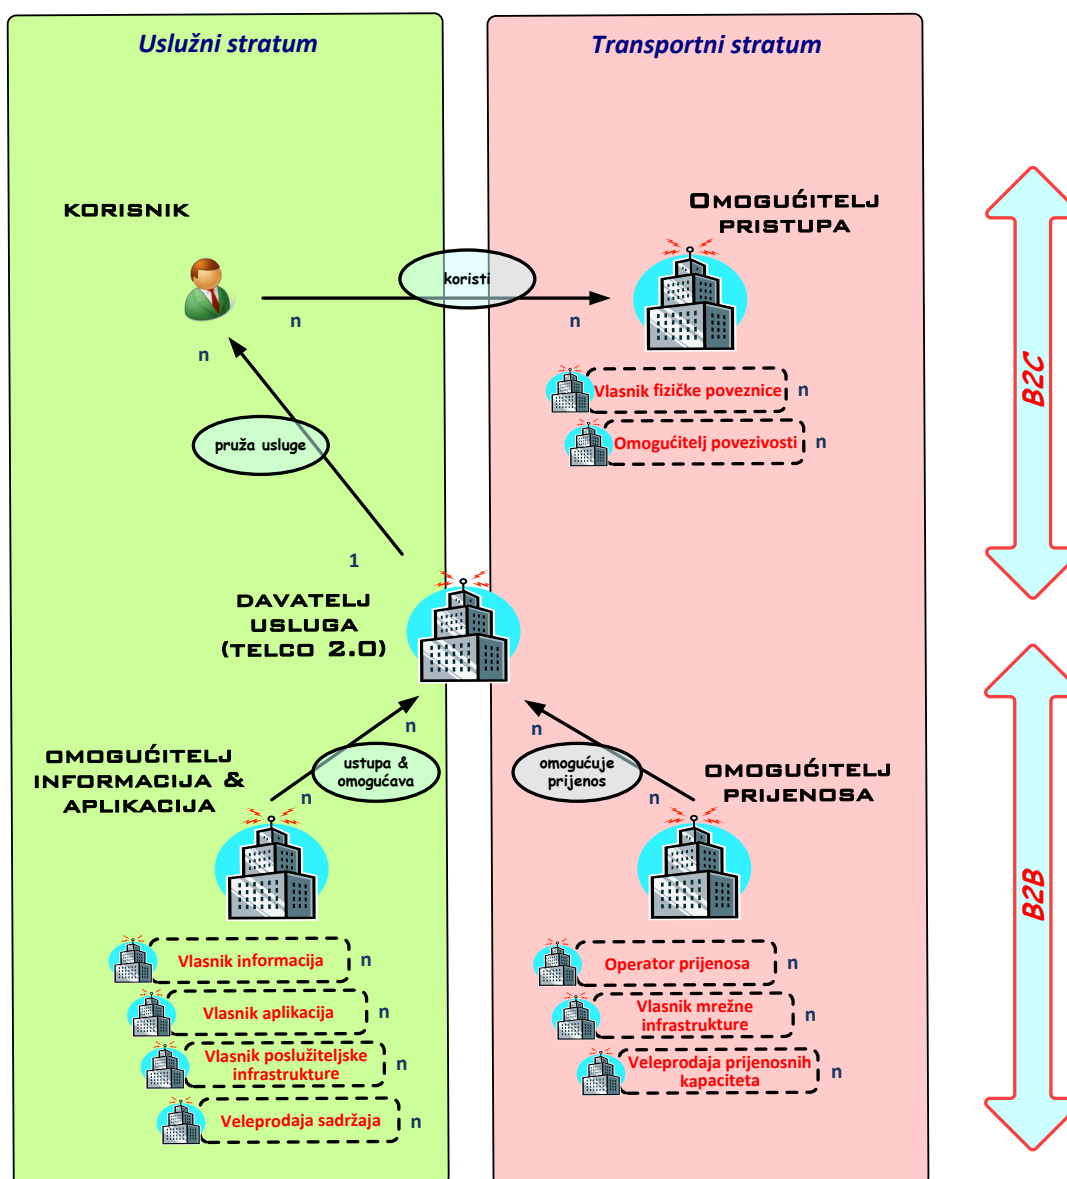 Uslužni stratum
Transportni stratum
KORISNIK
OMOGUĆITELJ
PRISTUPA
koristi
n
n
n
Vlasnik fizičke poveznice
n
Omogućitelj povezivosti
n
B2C
pruža usluge
1
DAVATELJ
USLUGA
(TELCO 2.0)
n
n
OMOGUĆITELJ
INFORMACIJA &
APLIKACIJA
ustupa &
omogućava
n
omogućuje
prijenos
n
OMOGUĆITELJ
PRIJENOSA
B2B
Vlasnik informacija
n
Vlasnik aplikacija
n
Vlasnik poslužiteljske
infrastrukture
n
Veleprodaja sadržaja
n
Operator prijenosa
n
Vlasnik mrežne
infrastrukture
n
Veleprodaja prijenosnih
kapaciteta
n